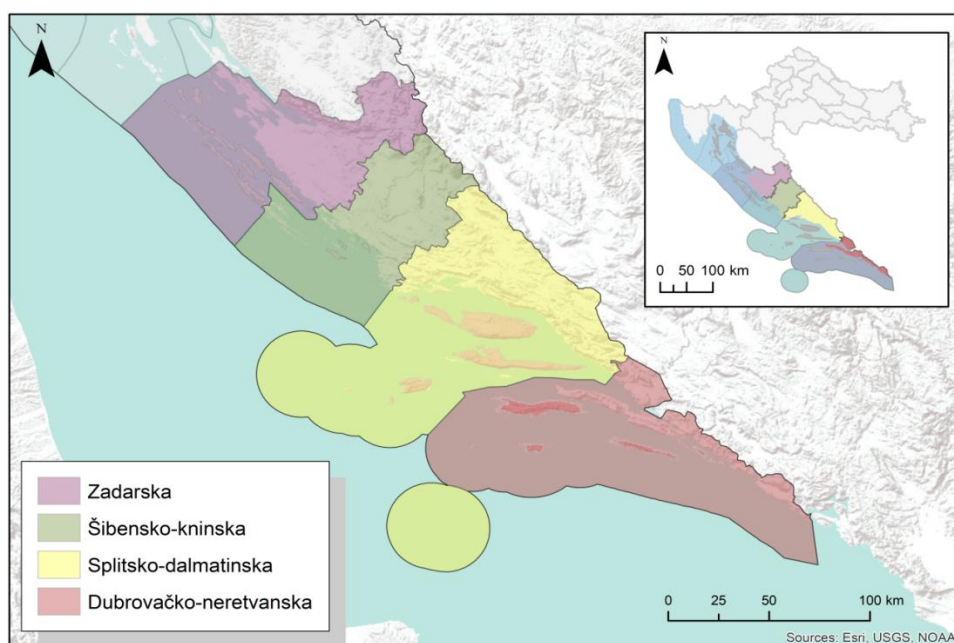 N
N
0 50 100 km
Zadarska
Šibensko-kninska
Splitsko-dalmatinska
Dubrovačko-neretvanska
0 25 50 100 km
Sources: Esri, USGS, NOAA